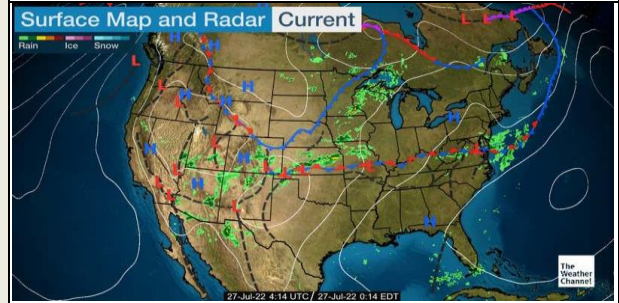 Surface Map and Radar Current
Rain Ice Snow
L L L
H H
L
H
L
L H H H
L
L
H L
H H
L L L L L L L
L H
L
L L
H
The
Weather
Channel
27-Jul-22 4:14 UTC / 27-Jul-22 0:14 EDT